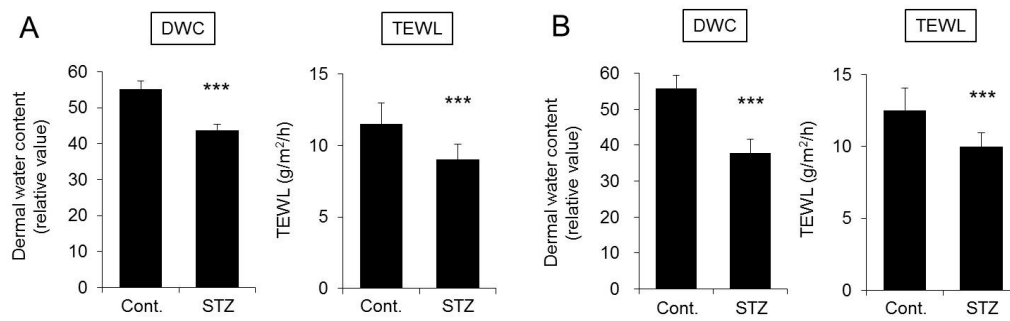 A
DWC
TEWL
Dermal water content
(relative value)
60
50
40
30
20
10
0
***
Cont.
STZ
TEWL (g/m²/h)
15
10
5
0
***
Cont.
STZ
B
DWC
TEWL
Dermal water content
(relative value)
60
50
40
30
20
10
0
***
Cont.
STZ
TEWL (g/m²/h)
15
10
5
0
***
Cont.
STZ